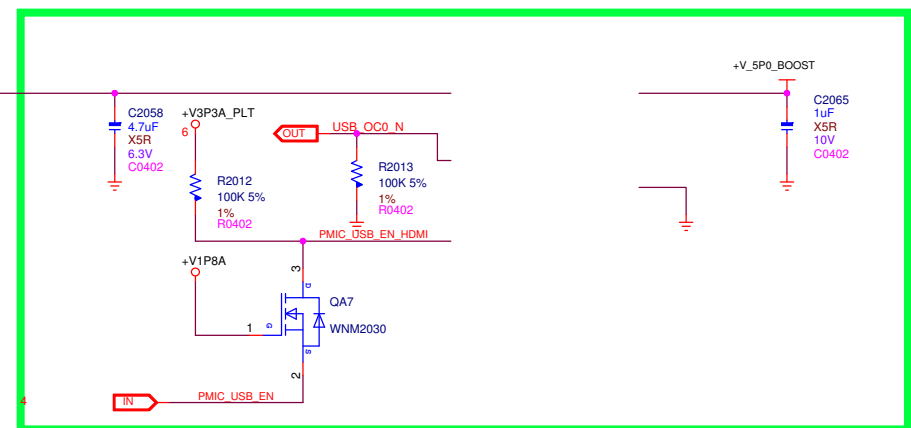 +V_5P0_BOOST
C2058
4.7uF
X5R
6.3V
C0402
+V3P3A_PLT
6
OUT
USB_OC0_N
C2065
1uF
X5R
10V
C0402
R2012
100K 5%
1%
R0402
R2013
100K 5%
1%
R0402
PMIC_USB_EN_HDMI
+V1P8A
3
D
QA7
1
G
WNM2030
S
2
4
IN
PMIC_USB_EN